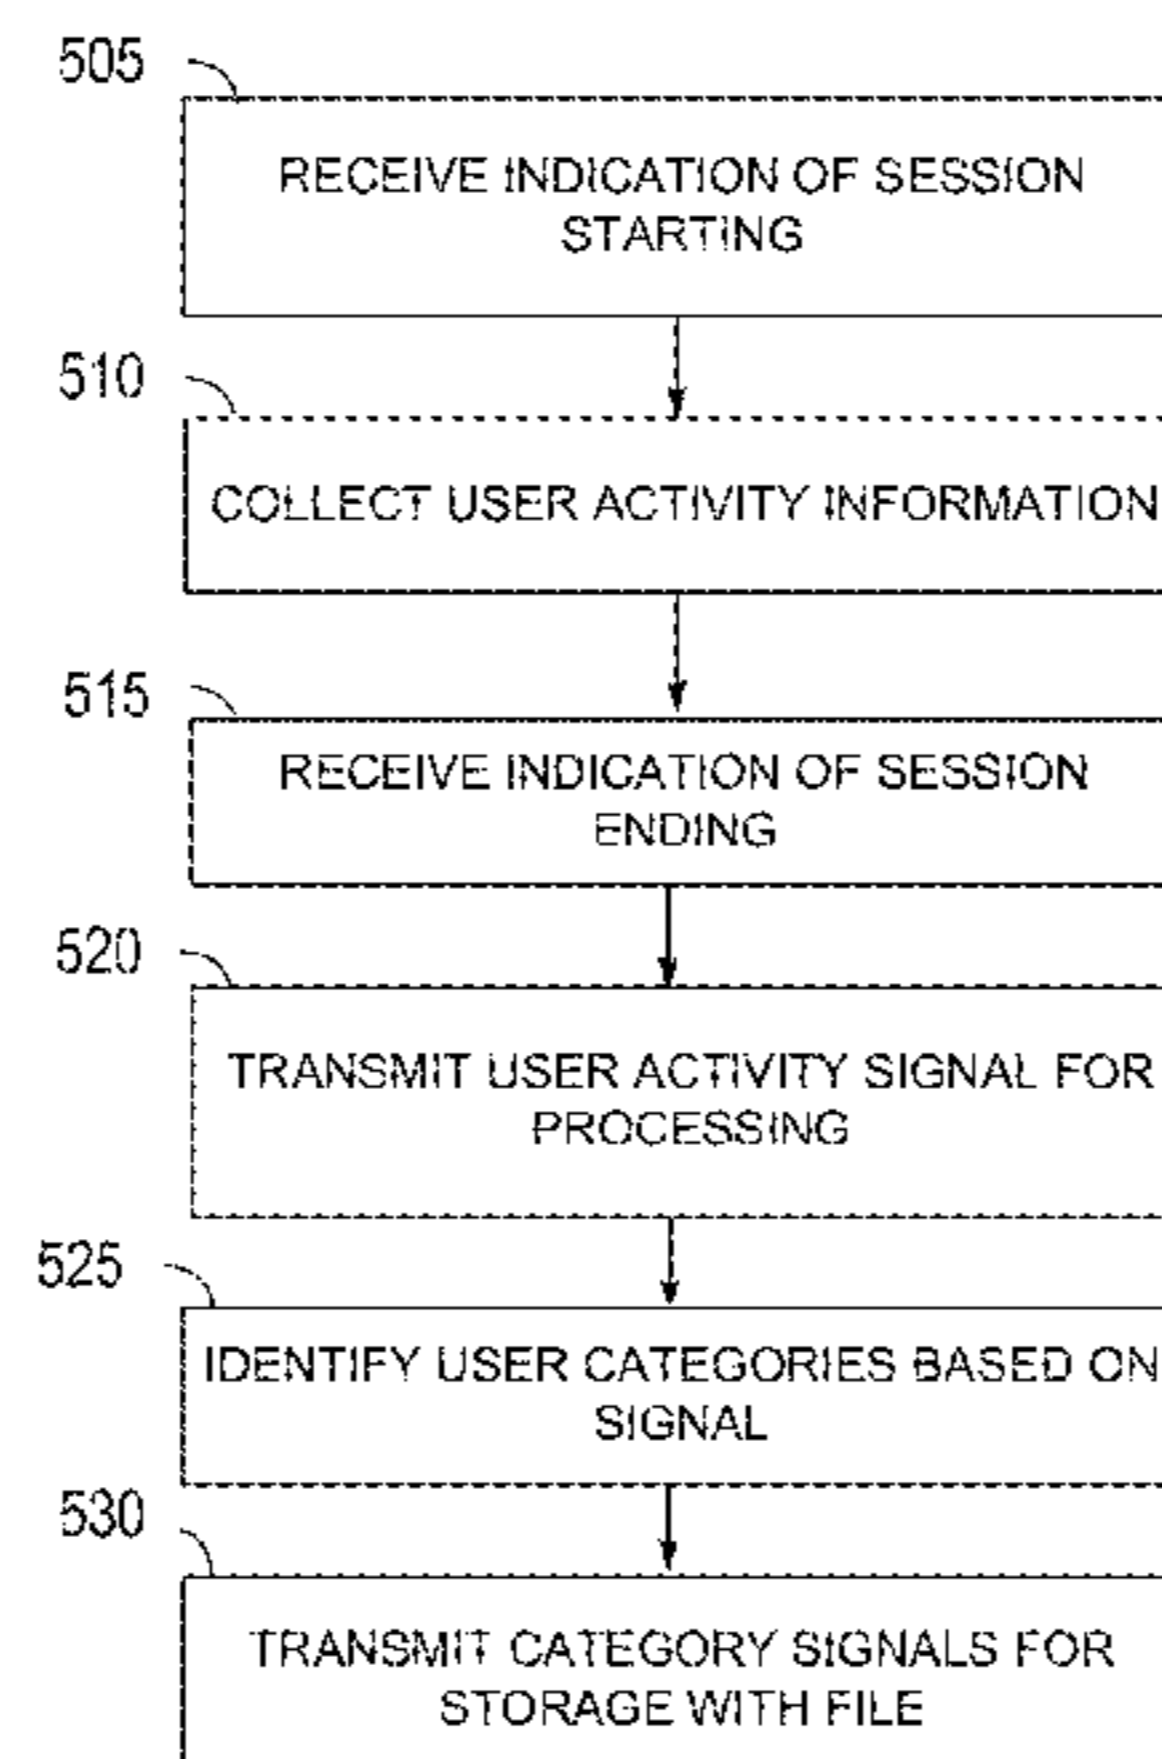 505
RECEIVE INDICATION OF SESSION
STARTING
510
COLLECT USER ACTIVITY INFORMATION
515
RECEIVE INDICATION OF SESSION
ENDING
520
TRANSMIT USER ACTIVITY SIGNAL FOR
PROCESSING
525
IDENTIFY USER CATEGORIES BASED ON
SIGNAL
530
TRANSMIT CATEGORY SIGNALS FOR
STORAGE WITH FILE